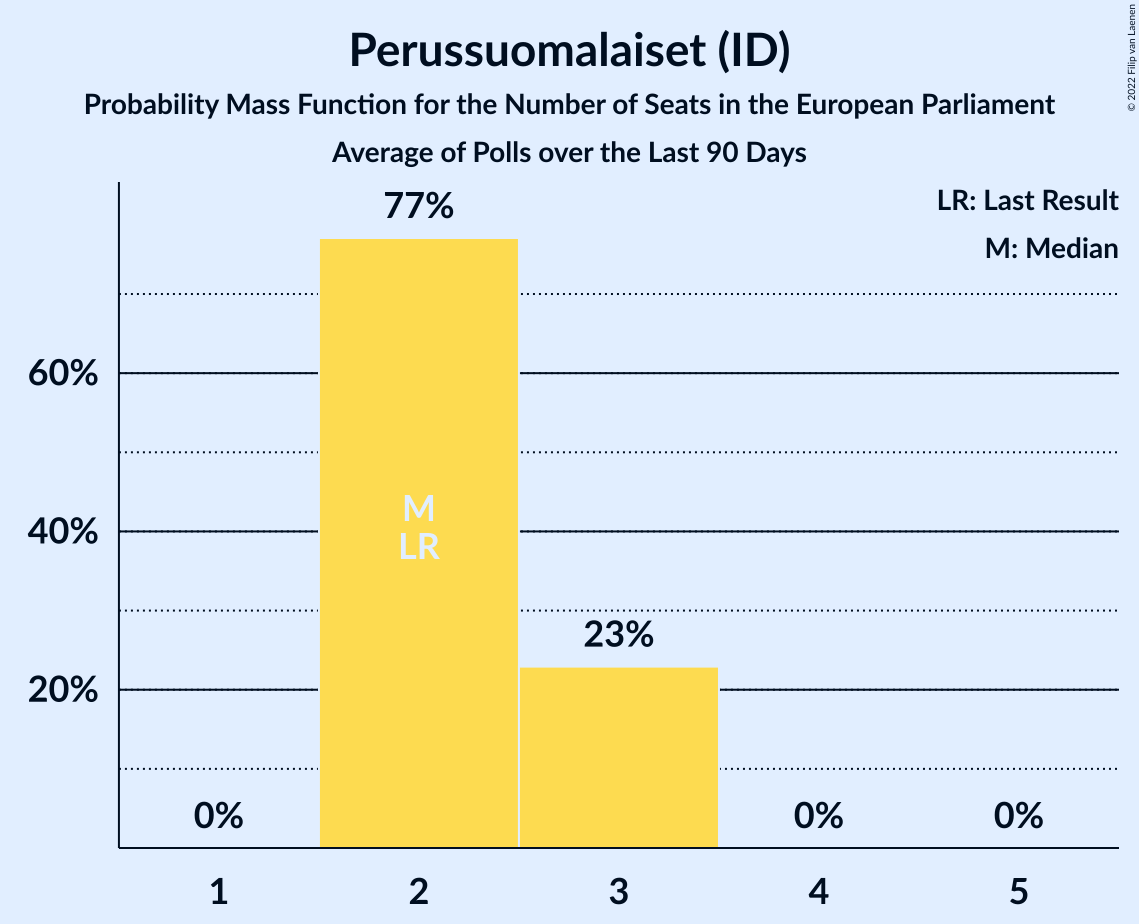 Perussuomalaiset (ID)
Probability Mass Function for the Number of Seats in the European Parliament
Average of Polls over the Last 90 Days
© 2022 Filip van Laenen
LR: Last Result
M: Median
77%
60%
M
40%
LR
23%
20%
0%
0%
0%
1
2
3
4
5